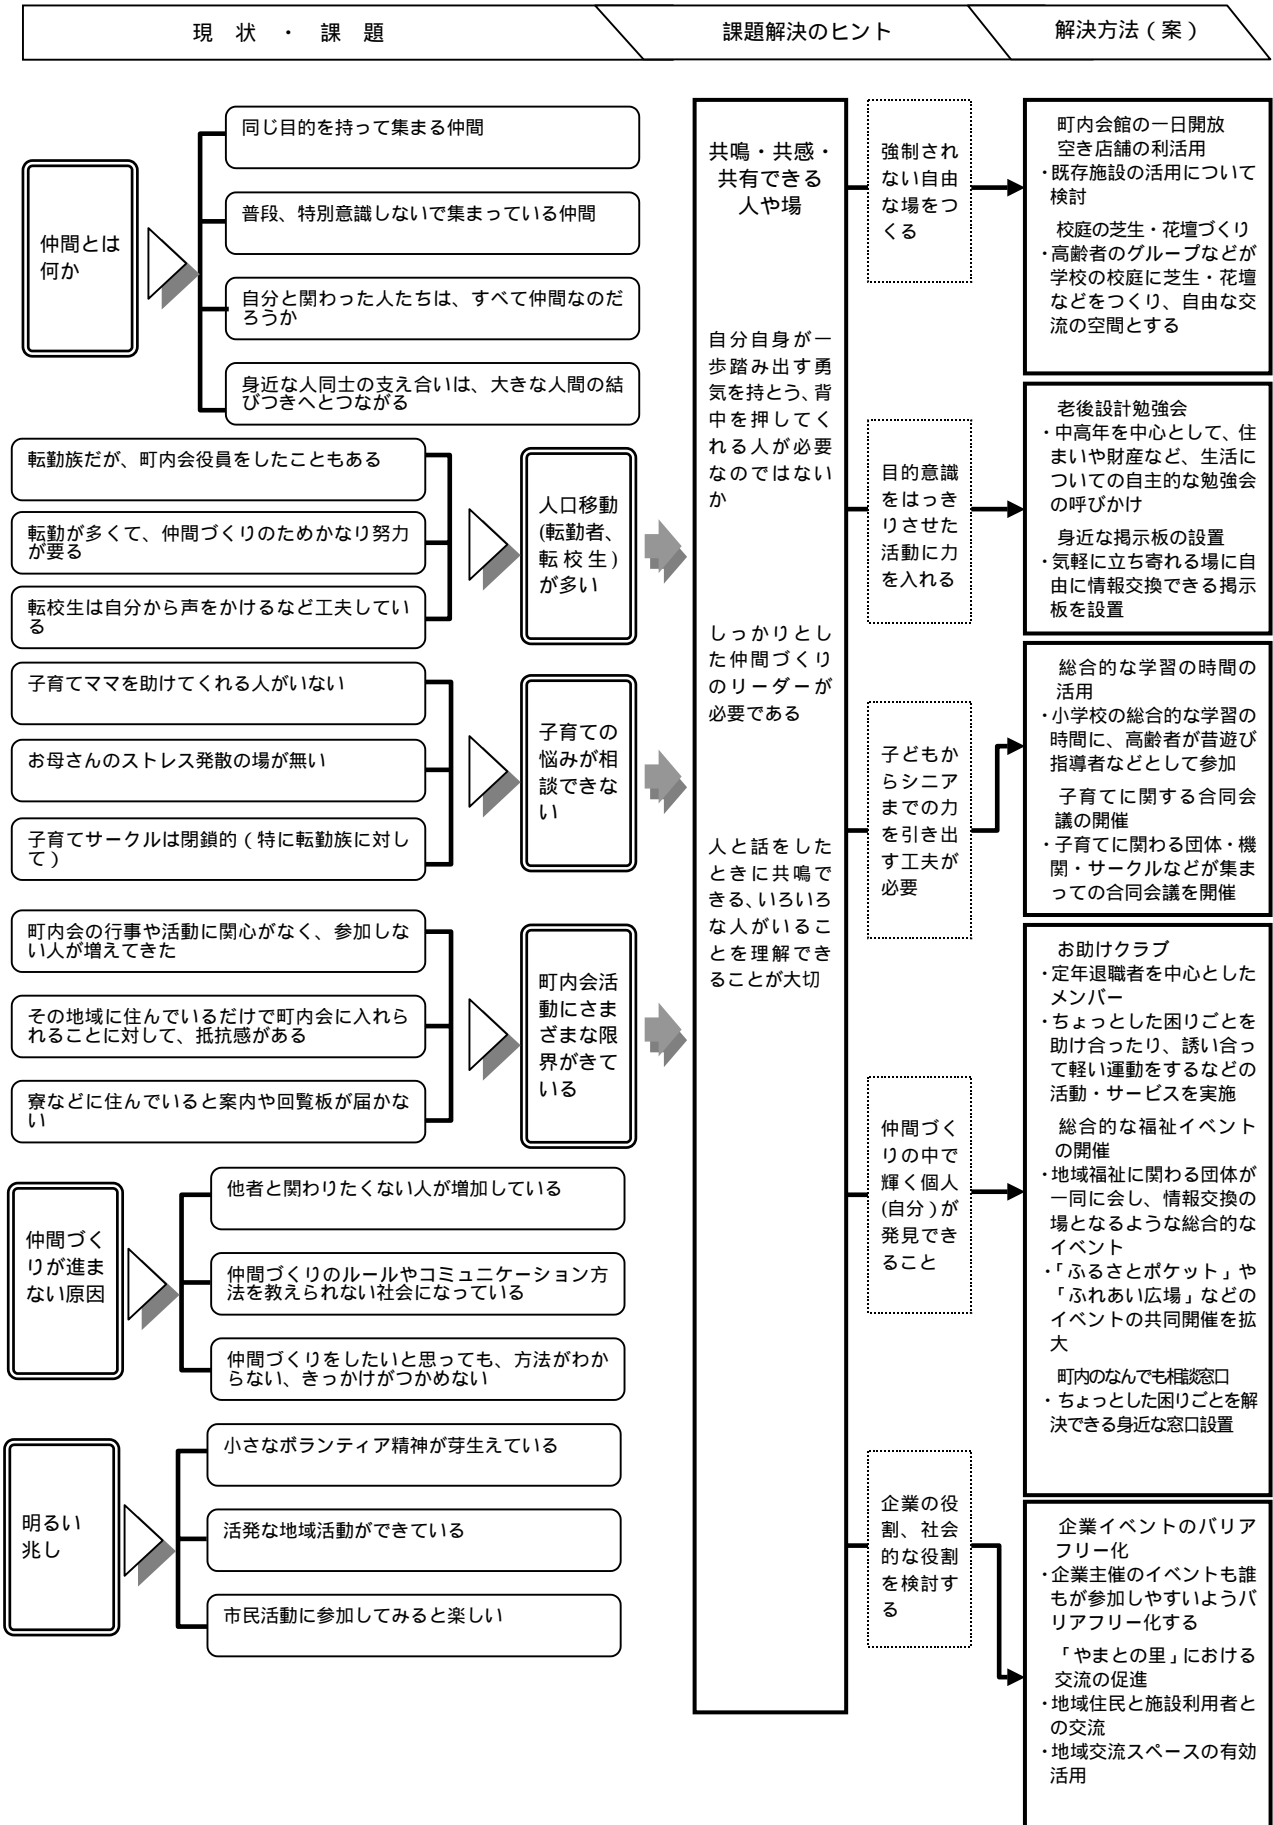 現 状 ・ 課 題
課題解決のヒント
解決方法（案）
仲間とは
何か
同じ目的を持って集まる仲間
普段、特別意識しないで集まっている仲間
自分と関わった人たちは、すべて仲間なのだ
ろうか
身近な人同士の支え合いは、大きな人間の結
びつきへとつながる
転勤族だが、町内会役員をしたこともある
転勤が多くて、仲間づくりのためかなり努力
が要る
転校生は自分から声をかけるなど工夫してい
る
人口移動
(転勤者、
転校生)
が多い
子育てママを助けてくれる人がいない
お母さんのストレス発散の場が無い
子育てサークルは閉鎖的（特に転勤族に対し
て）
子育ての
悩みが相
談できな
い
町内会の行事や活動に関心がなく、参加しな
い人が増えてきた
その地域に住んでいるだけで町内会に入れら
れることに対して、抵抗感がある
寮などに住んでいると案内や回覧板が届かな
い
町内会活
動にさま
ざまな限
界がきて
いる
仲間づく
りが進ま
ない原因
他者と関わりたくない人が増加している
仲間づくりのルールやコミュニケーション方
法を教えられない社会になっている
仲間づくりをしたいと思っても、方法がわか
らない、きっかけがつかめない
明るい
兆し
小さなボランティア精神が芽生えている
活発な地域活動ができている
市民活動に参加してみると楽しい
共鳴・共感・
共有できる
人や場
自分自身が一
歩踏み出す勇
気を持とう、背
中を押してく
れる人が必要
なのではない
か
しっかりとし
た仲間づくり
のリーダーが
必要である
人と話をした
ときに共鳴で
きる、いろいろ
な人がいるこ
とを理解でき
ることが大切
強制され
ない自由
な場をつ
くる
目的意識
をはっき
りさせた
活動に力
を入れる
子どもか
らシニア
までの力
を引き出
す工夫が
必要
仲間づく
りの中で
輝く個人
(自分)が
発見でき
ること
企業の役
割、社会
的な役割
を検討す
る
町内会館の一日開放
空き店舗の利活用
・既存施設の活用について
検討
校庭の芝生・花壇づくり
・高齢者のグループなどが
学校の校庭に芝生・花壇
などをつくり、自由な交
流の空間とする
老後設計勉強会
・中高年を中心として、住
まいや財産など、生活に
ついての自主的な勉強会
の呼びかけ
身近な掲示板の設置
・気軽に立ち寄れる場に自
由に情報交換できる掲示
板を設置
総合的な学習の時間の
活用
・小学校の総合的な学習の
時間に、高齢者が昔遊び
指導者などとして参加
子育てに関する合同会
議の開催
・子育てに関わる団体・機
関・サークルなどが集ま
っての合同会議を開催
お助けクラブ
・定年退職者を中心とした
メンバー
・ちょっとした困りごとを
助け合ったり、誘い合っ
て軽い運動をするなどの
活動・サービスを実施
総合的な福祉イベント
の開催
・地域福祉に関わる団体が
一同に会し、情報交換の
場となるような総合的な
イベント
・「ふるさとポケット」や
「ふれあい広場」などの
イベントの共同開催を拡
大
町内のなんでも相談窓口
・ちょっとした困りごとを解
決できる身近な窓口設置
企業イベントのバリア
フリー化
・企業主催のイベントも誰
もが参加しやすいようバ
リアフリー化する
「やまとの里」における
交流の促進
・地域住民と施設利用者と
の交流
・地域交流スペースの有効
活用